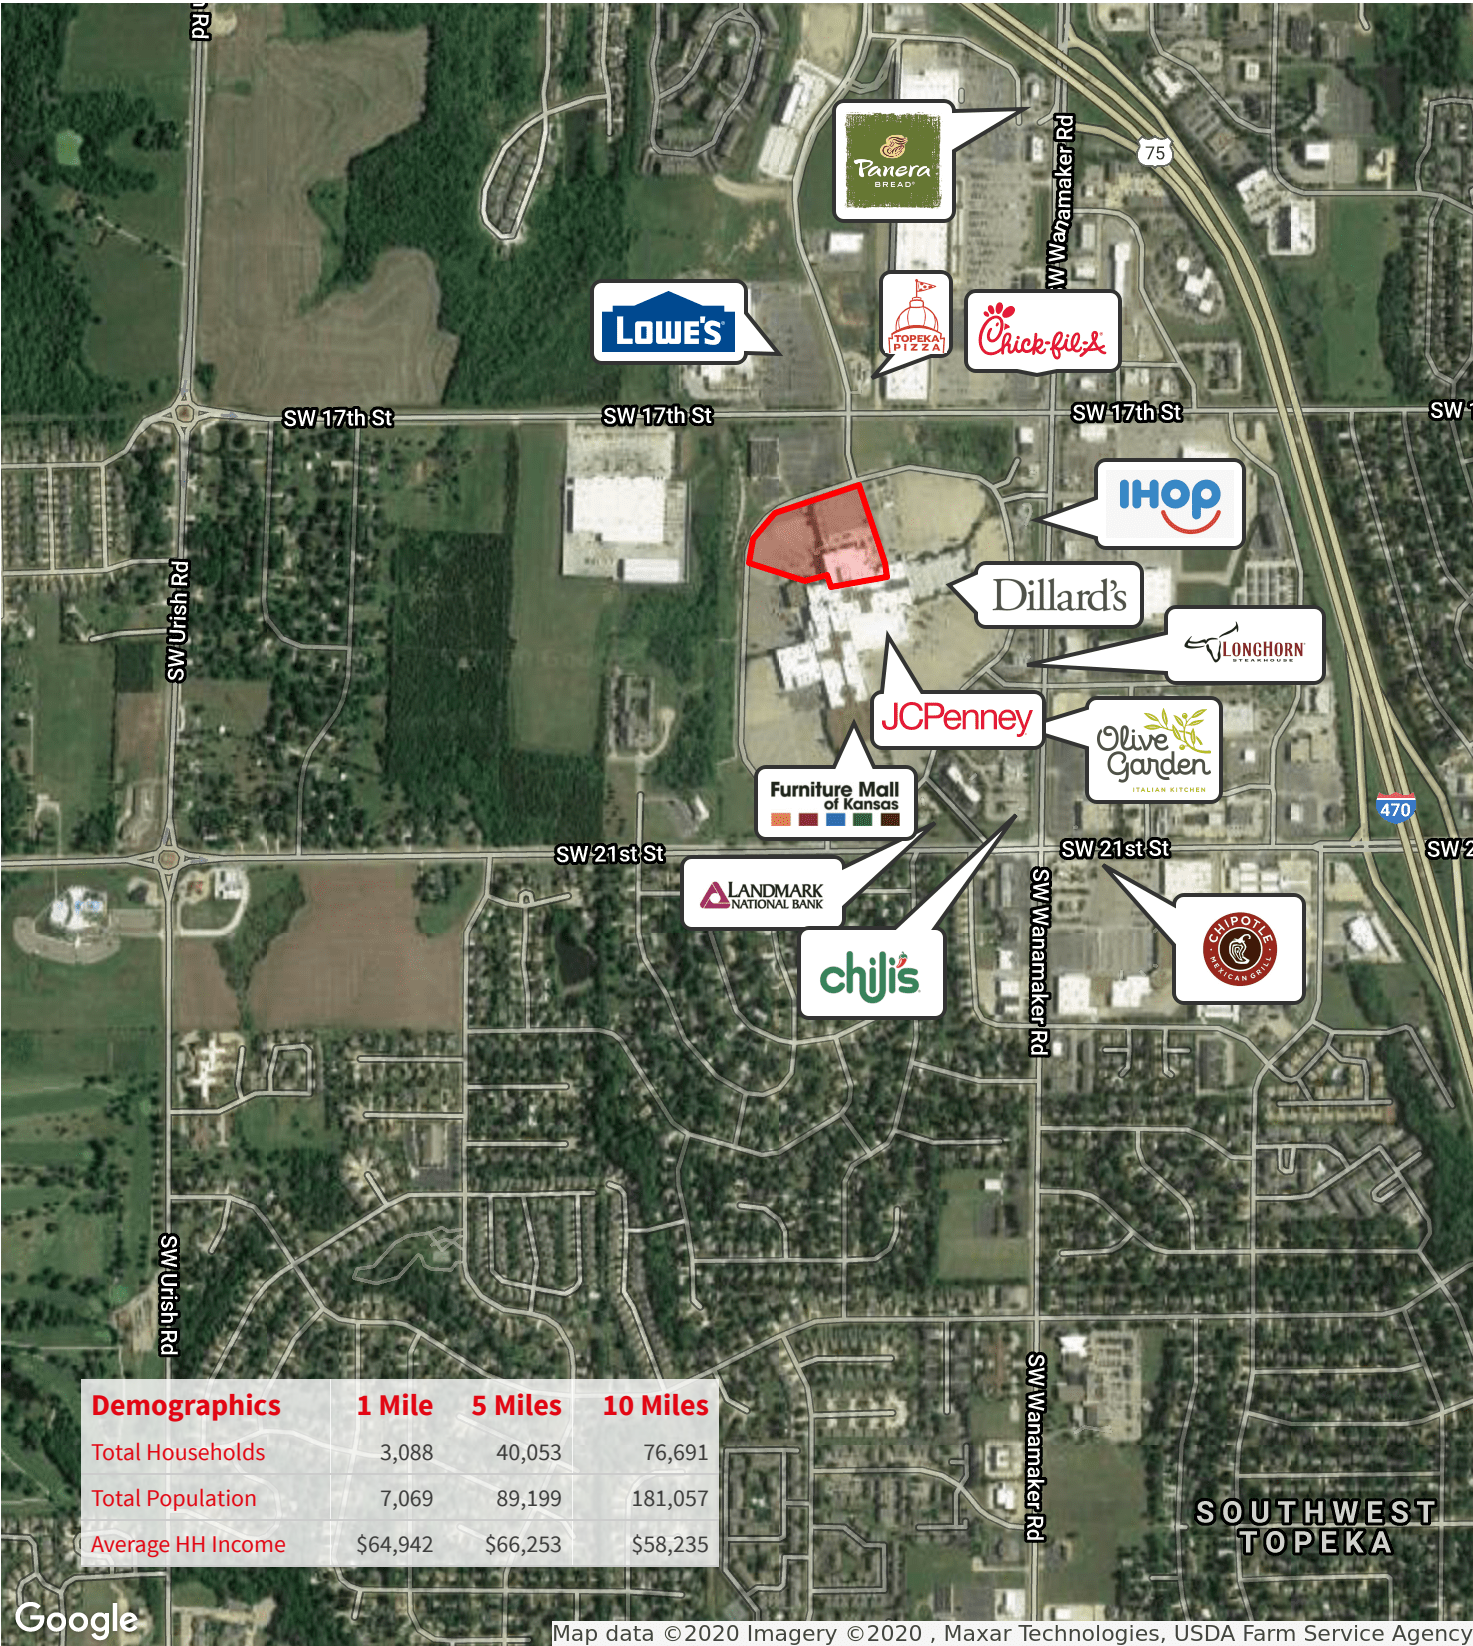 Rd
Panera
BREAD®
75
SW Wanamaker Rd
LOWE'S
TOPEKA
PIZZA
Chick-fil-A
SW 17th St
SW 17th St
SW 17th St
SW 1
IHOP
Dillard's
SW Urish Rd
LONGHORN
STEAKHOUSE
JCPenney
Olive
Garden
ITALIAN KITCHEN
Furniture Mall
of Kansas
470
SW 21st St
SW 21st St
SW 2
LANDMARK
NATIONAL BANK
SW Wanamaker Rd
CHIPOTLE
MEXICAN GRILL
chili's
SW Urish Rd
SW Wanamaker Rd
Demographics 1 Mile 5 Miles 10 Miles
Total Households 3,088 40,053 76,691
Total Population 7,069 89,199 181,057
Average HH Income $64,942 $66,253 $58,235
SOUTHWEST
TOPEKA
Google
Map data ©2020 Imagery ©2020 , Maxar Technologies, USDA Farm Service Agency